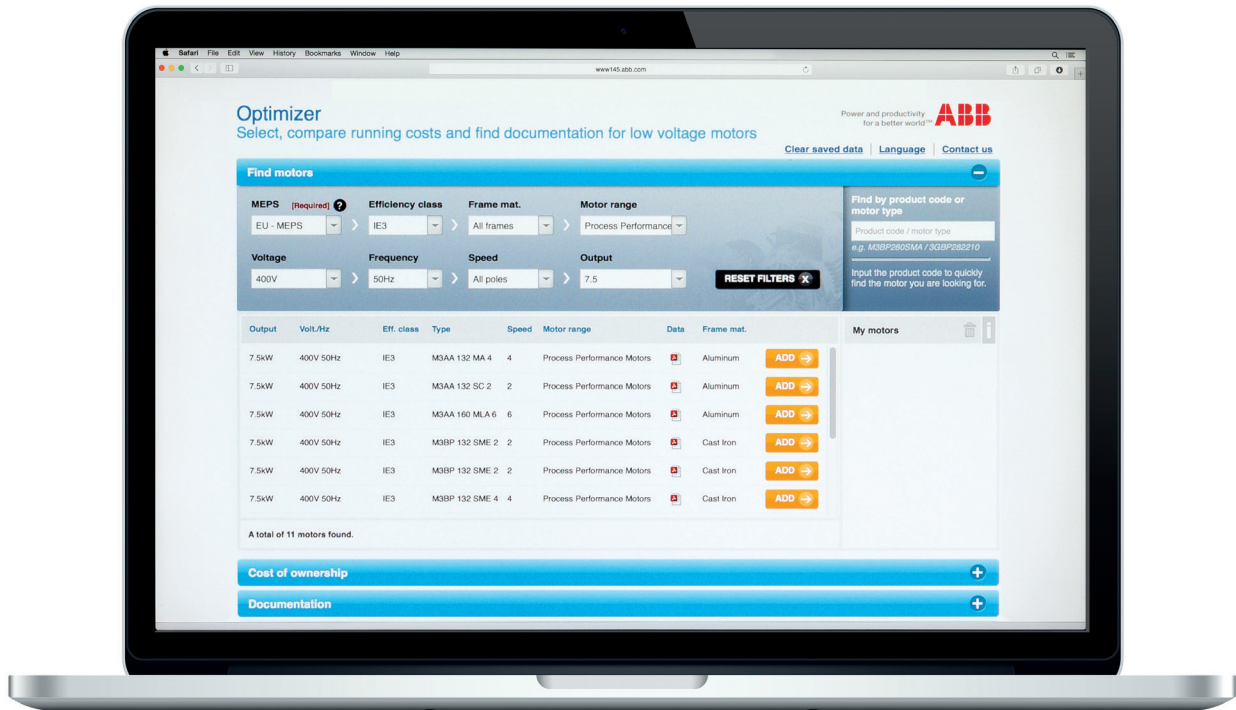 Safari File Edit View History Bookmarks Window Help
www145.abb.com
Optimizer
Select, compare running costs and find documentation for low voltage motors
Power and productivity
for a better world™
ABB
Clear saved data | Language | Contact us
Find motors
MEPS [Required] ? Efficiency class Frame mat. Motor range
EU - MEPS IE3 All frames Process Performance
Voltage Frequency Speed Output
400V 50Hz All poles 7.5
RESET FILTERS X
Find by product code or
motor type
Product code / motor type
e.g. M3BP280SMA / 3GBP282210
Input the product code to quickly
find the motor you are looking for.
Output Volt./Hz Eff. class Type Speed Motor range Data Frame mat.
7.5kW 400V 50Hz IE3 M3AA 132 MA 4 4 Process Performance Motors Aluminum ADD
7.5kW 400V 50Hz IE3 M3AA 132 SC 2 2 Process Performance Motors Aluminum ADD
7.5kW 400V 50Hz IE3 M3AA 160 MLA 6 6 Process Performance Motors Aluminum ADD
7.5kW 400V 50Hz IE3 M3BP 132 SME 2 2 Process Performance Motors Cast Iron ADD
7.5kW 400V 50Hz IE3 M3BP 132 SME 2 2 Process Performance Motors Cast Iron ADD
7.5kW 400V 50Hz IE3 M3BP 132 SME 4 4 Process Performance Motors Cast Iron ADD
A total of 11 motors found.
My motors
Cost of ownership
Documentation